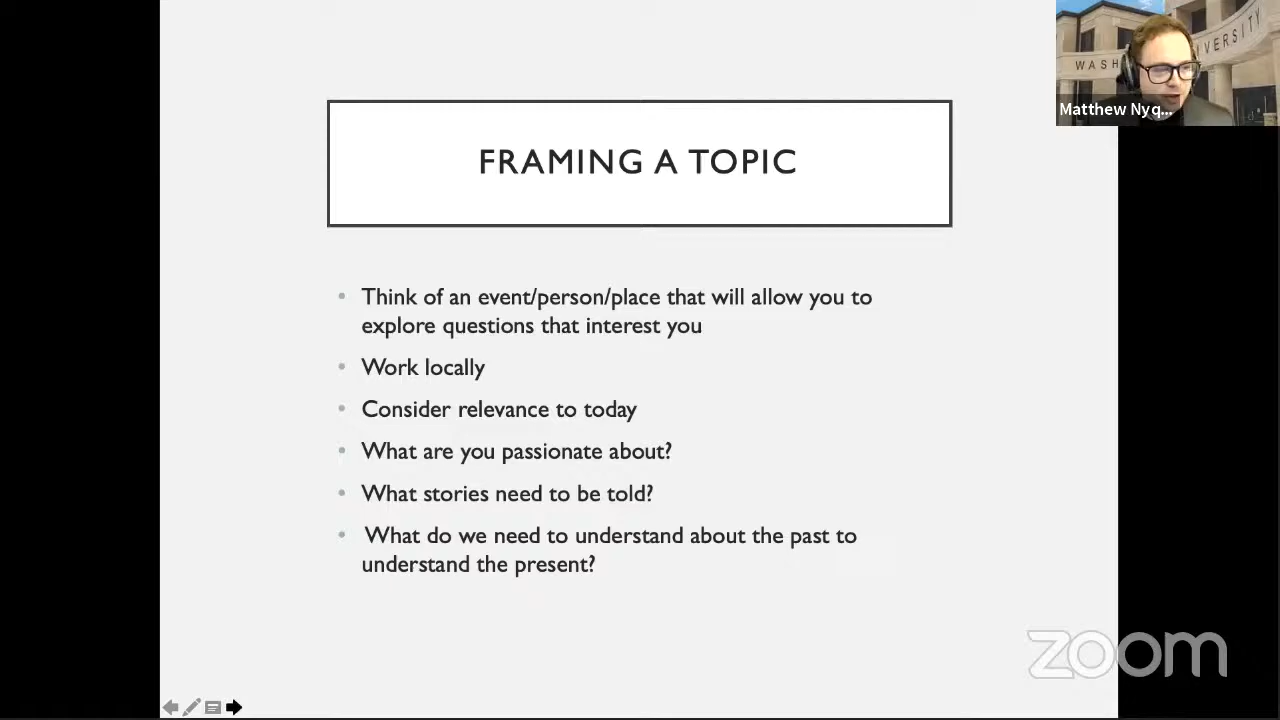 WASH
VERSITY
Matthew Nyq...
FRAMING A TOPIC
• Think of an event/person/place that will allow you to
explore questions that interest you
• Work locally
• Consider relevance to today
• What are you passionate about?
• What stories need to be told?
• What do we need to understand about the past to
understand the present?
zoom